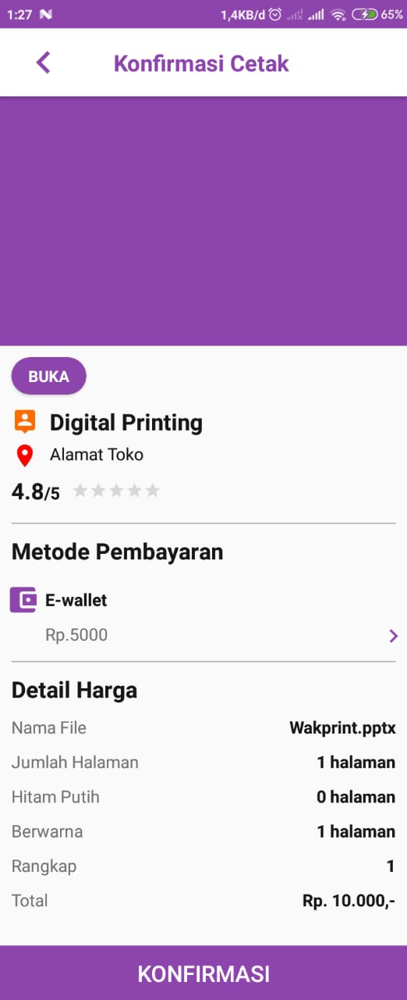 1:27 1,4KB/d 65%
Konfirmasi Cetak
BUKA
Digital Printing
Alamat Toko
4.8/5
Metode Pembayaran
E-wallet
Rp.5000
Detail Harga
Nama File Wakprint.pptx
Jumlah Halaman 1 halaman
Hitam Putih 0 halaman
Berwarna 1 halaman
Rangkap 1
Total Rp. 10.000,-
KONFIRMASI